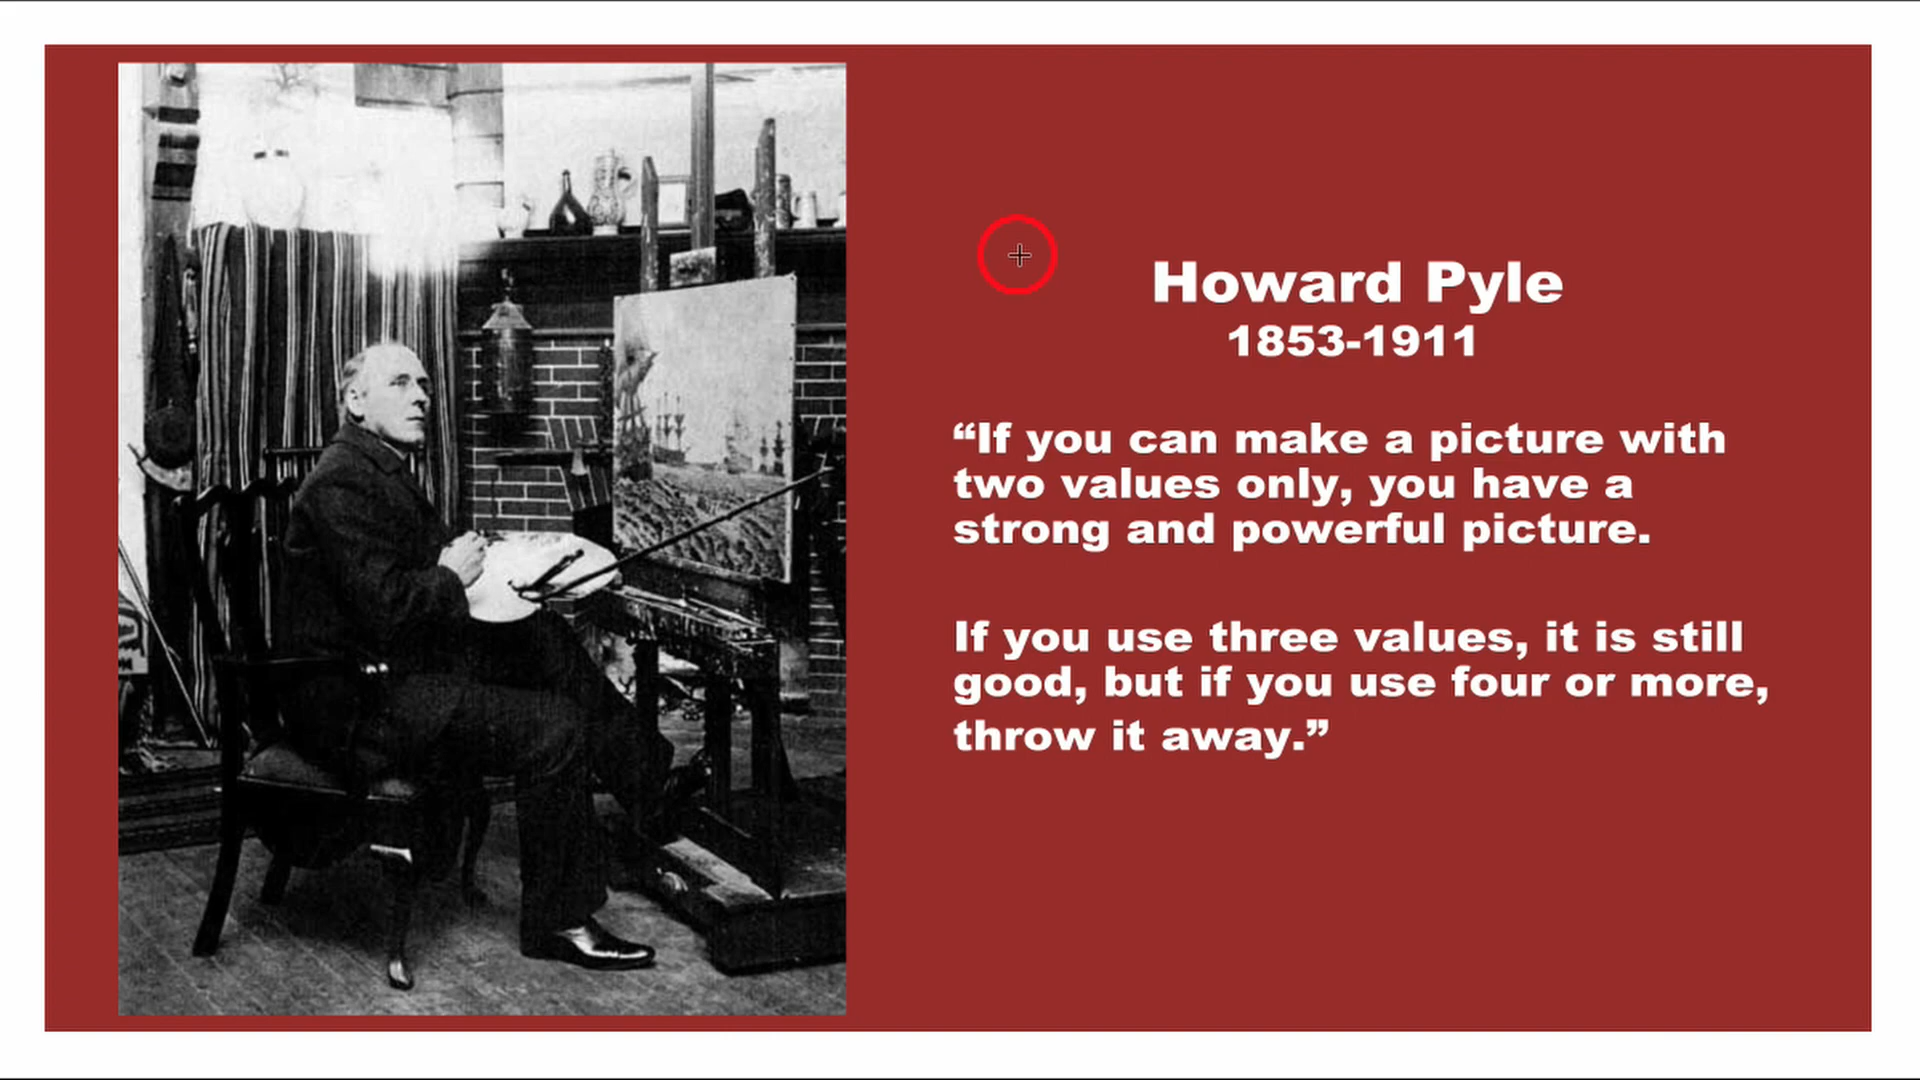 Howard Pyle
1853-1911
“If you can make a picture with
two values only, you have a
strong and powerful picture.
If you use three values, it is still
good, but if you use four or more,
throw it away.”